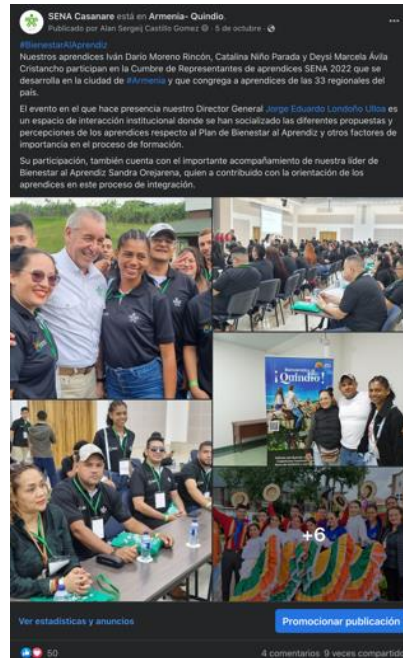 SENA Casanare está en Armenia- Quindio.
Publicado por Alan Sergeij Castillo Gomez · 5 de octubre ·
#BienestarAlAprendiz
Nuestros aprendices Iván Darío Moreno Rincón, Catalina Niño Parada y Deysi Marcela Ávila
Cristancho participan en la Cumbre de Representantes de aprendices SENA 2022 que se
desarrolla en la ciudad de #Armenia y que congrega a aprendices de las 33 regionales del
país.
El evento en el que hace presencia nuestro Director General Jorge Eduardo Londoño Ulloa es
un espacio de interacción institucional donde se han socializado las diferentes propuestas y
percepciones de los aprendices respecto al Plan de Bienestar al Aprendiz y otros factores de
importancia en el proceso de formación.
Su participación, también cuenta con el importante acompañamiento de nuestra líder de
Bienestar al Aprendiz Sandra Orejarena, quien a contribuido con la orientación de los
aprendices en este proceso de integración.
¡Quindío!
+6
Ver estadísticas y anuncios
Promocionar publicación
50
4 comentarios 9 veces compartido